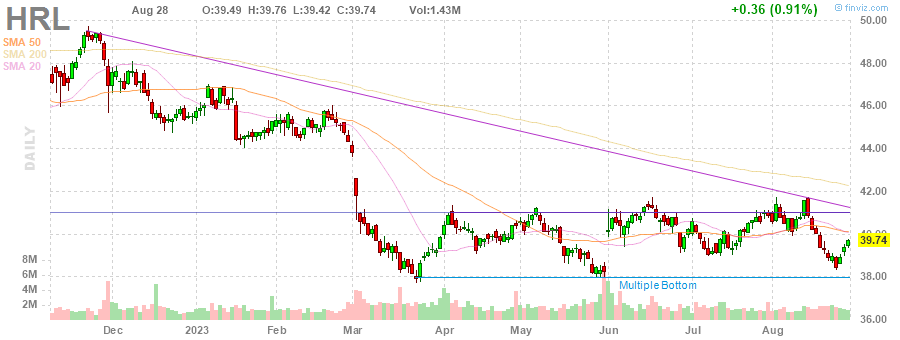 HRL
Aug 28 O:39.49 H:39.76 L:39.42 C:39.74 Vol:1.43M
+0.36 (0.91%)
© finviz.com
SMA 50
SMA 200
SMA 20
DAILY
50.00
48.00
46.00
44.00
42.00
40.00
39.74
38.00
36.00
8M
6M
4M
2M
Multiple Bottom
Dec 2023 Feb Mar Apr May Jun Jul Aug